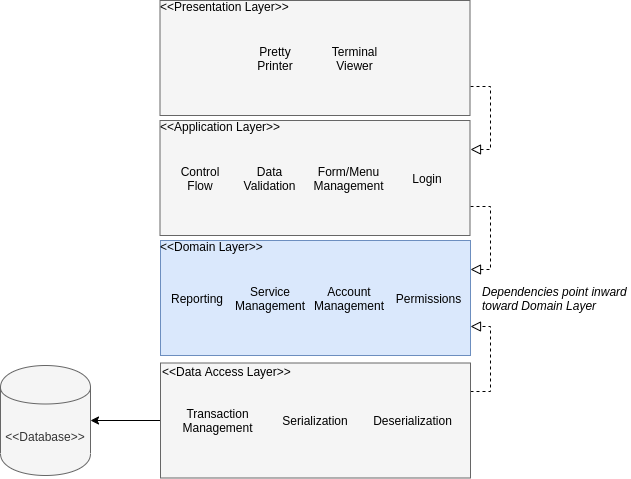 <<Presentation Layer>>
Pretty
Printer
Terminal
Viewer
<<Application Layer>>
Control
Flow
Data
Validation
Form/Menu
Management
Login
<<Domain Layer>>
Reporting
Service
Management
Account
Management
Permissions
Dependencies point inward
toward Domain Layer
<<Data Access Layer>>
Transaction
Management
Serialization
Deserialization
<<Database>>